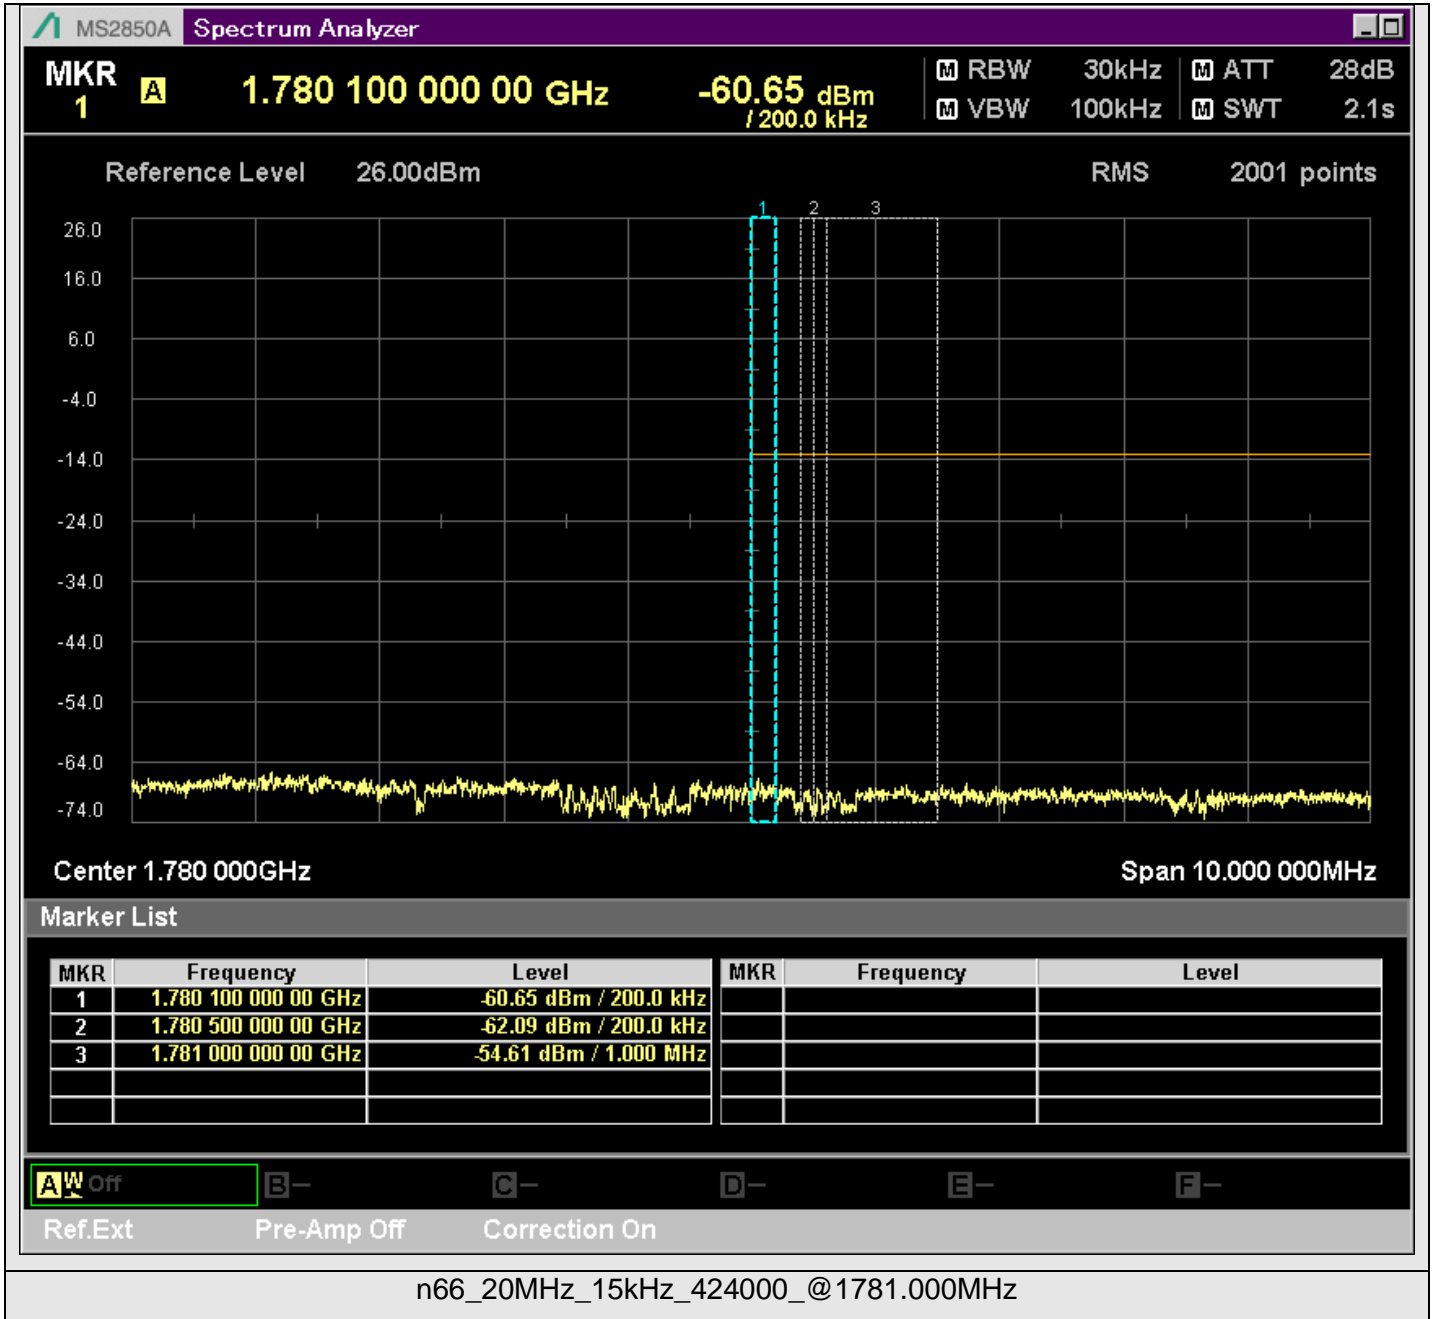 MS2850A Spectrum Analyzer
MKR 1 A 1.780 100 000 00 GHz -60.65 dBm / 200.0 kHz
M RBW 30kHz M ATT 28dB
M VBW 100kHz M SWT 2.1s
Reference Level 26.00dBm RMS 2001 points
1 2 3
26.0
16.0
6.0
-4.0
-14.0
-24.0
-34.0
-44.0
-54.0
-64.0
-74.0
Center 1.780 000GHz Span 10.000 000MHz
Marker List
MKR Frequency Level MKR Frequency Level
1 1.780 100 000 00 GHz -60.65 dBm / 200.0 kHz
2 1.780 500 000 00 GHz -62.09 dBm / 200.0 kHz
3 1.781 000 000 00 GHz -54.61 dBm / 1.000 MHz
A W Off B- C- D- E- F-
Ref.Ext Pre-Amp Off Correction On
n66_20MHz_15kHz_424000_@1781.000MHz